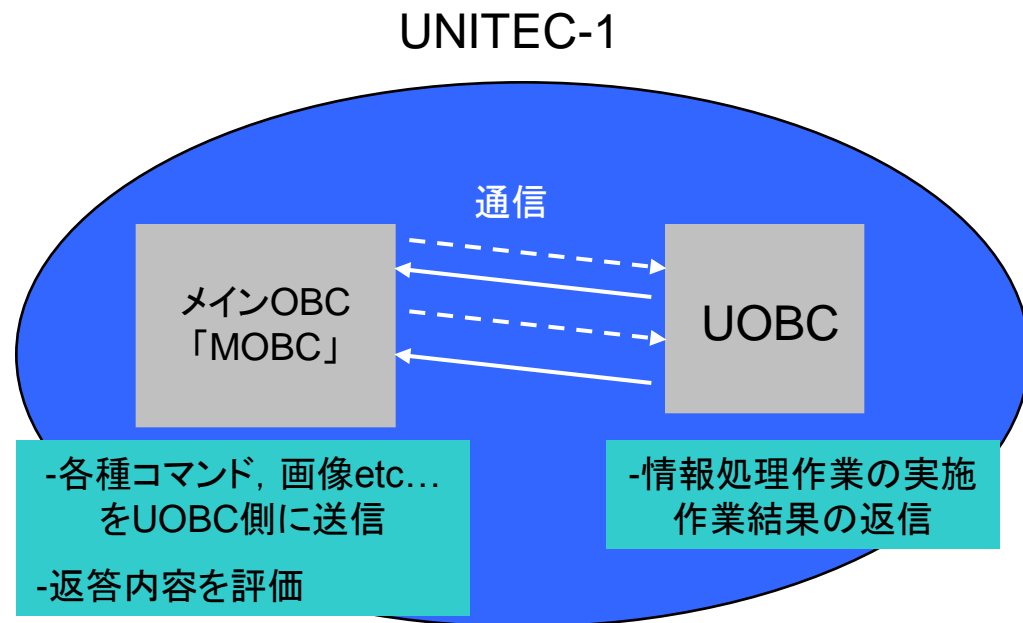 UNITEC-1
通信
メインOBC
「MOBC」
UOBC
-各種コマンド, 画像etc…
をUOBC側に送信
-返答内容を評価
-情報処理作業の実施
作業結果の返信